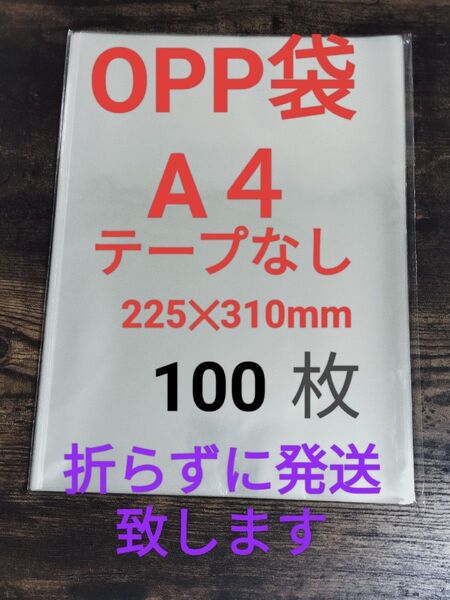 OPP袋
A４
テープなし
225×310mm
100 枚
折らずに発送
致します